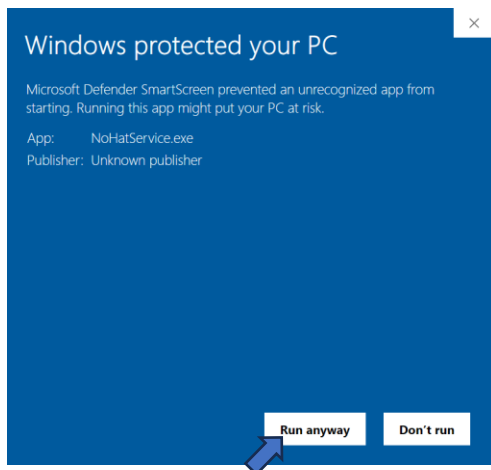 Windows protected your PC
Microsoft Defender SmartScreen prevented an unrecognized app from
starting. Running this app might put your PC at risk.
App: NoHatService.exe
Publisher: Unknown publisher
Run anyway Don't run